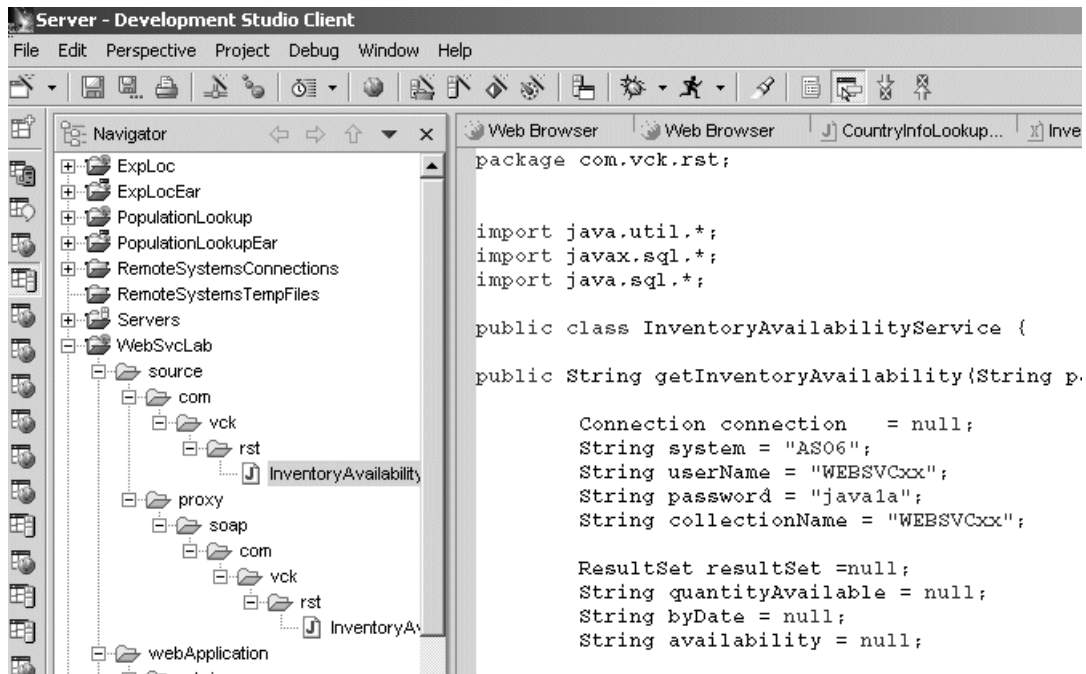 Server - Development Studio Client
File Edit Perspective Project Debug Window Help
Navigator
ExpLoc
ExpLocEar
PopulationLookup
PopulationLookupEar
RemoteSystemsConnections
RemoteSystemsTempFiles
Servers
WebSvcLab
source
com
vck
rst
InventoryAvailability
proxy
soap
com
vck
rst
InventoryAv
webApplication
Web Browser Web Browser CountryInfoLookup... Inve
package com.vck.rst;
import java.util.*;
import javax.sql.*;
import java.sql.*;
public class InventoryAvailabilityService {
public String getInventoryAvailability(String p
Connection connection = null;
String system = "AS06";
String userName = "WEBSVCxx";
String password = "java1a";
String collectionName = "WEBSVCxx";
ResultSet resultSet =null;
String quantityAvailable = null;
String byDate = null;
String availability = null;